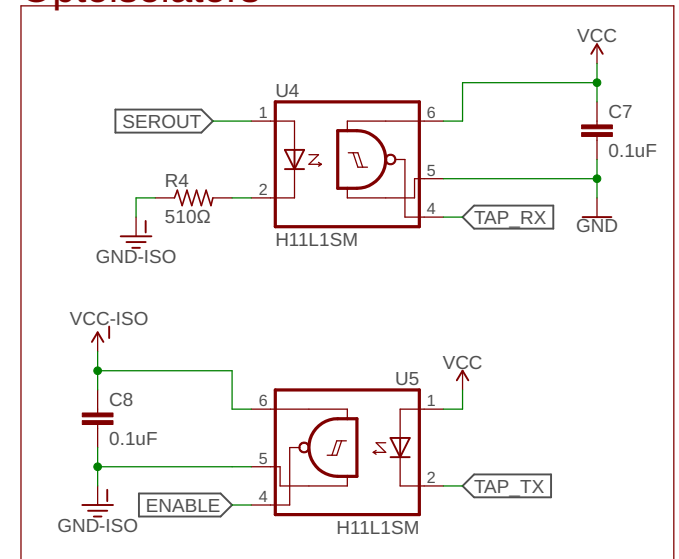 Optoisolators
VCC
U4
1
6
C7
SEROUT
0.1uF
R4
2
5
510Ω
4
TAP_RX
GND
GND-ISO
H11L1SM
VCC-ISO
VCC
U5
C8
6
1
0.1uF
5
2
TAP_TX
4
ENABLE
GND-ISO
H11L1SM